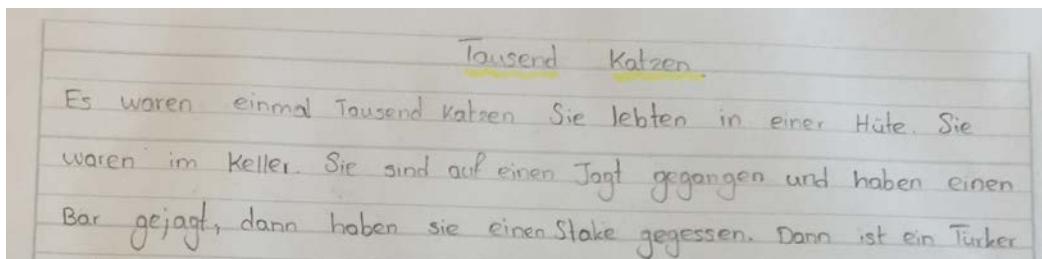 Tausend Katzen.
Es waren einmal Tausend Katzen Sie lebten in einer Hüte. Sie
waren im Keller. Sie sind auf einen Jagt gegangen und haben einen
Bär gejagt, dann haben sie einen Stake gegessen. Dann ist ein Türker